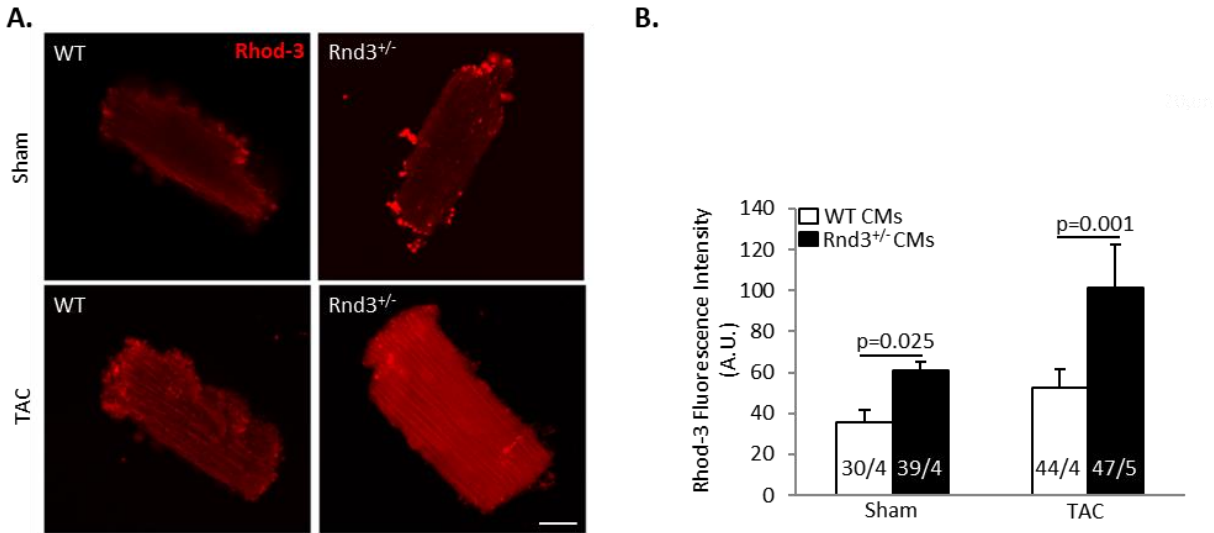 A.
B.
WT
Rhod-3
Rnd3+/-
Sham
WT
Rnd3+/-
TAC
Rhod-3 Fluorescence Intensity
(A.U.)
140
120
100
80
60
40
20
0
WT CMs
Rnd3+/- CMs
p=0.025
p=0.001
30/4
39/4
44/4
47/5
Sham
TAC